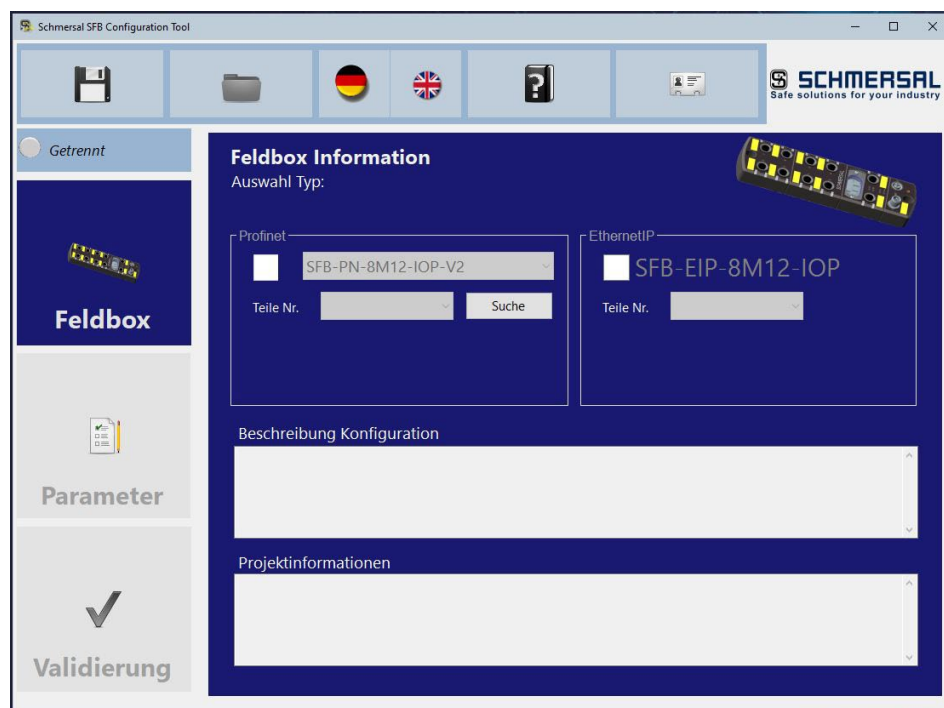 Schmersal SFB Configuration Tool
SCHMERSAL
Safe solutions for your industry
Getrennt
Feldbox
Parameter
Validierung
Feldbox Information
Auswahl Typ:
Profinet
SFB-PN-8M12-IOP-V2
Teile Nr.
Suche
EthernetIP
SFB-EIP-8M12-IOP
Teile Nr.
Beschreibung Konfiguration
Projektinformationen